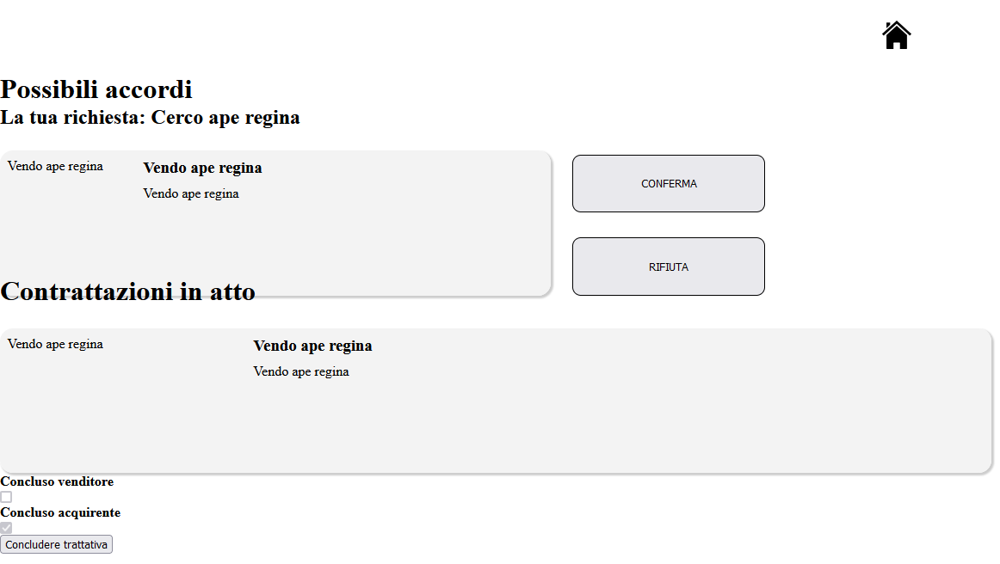 Possibili accordi
La tua richiesta: Cerco ape regina
Vendo ape regina
Vendo ape regina
Vendo ape regina
CONFERMA
RIFIUTA
Contrattazioni in atto
Vendo ape regina
Vendo ape regina
Vendo ape regina
Concluso venditore
Concluso acquirente
Concludere trattativa